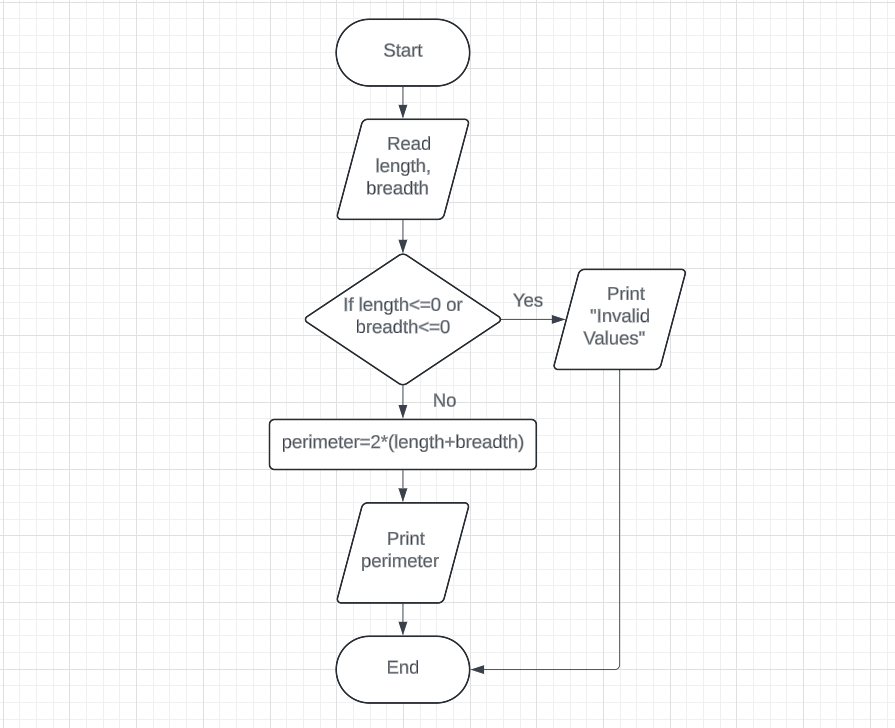 Start
Read
length,
breadth
If length<=0 or
breadth<=0
Yes
Print
"Invalid
Values"
No
perimeter=2*(length+breadth)
Print
perimeter
End